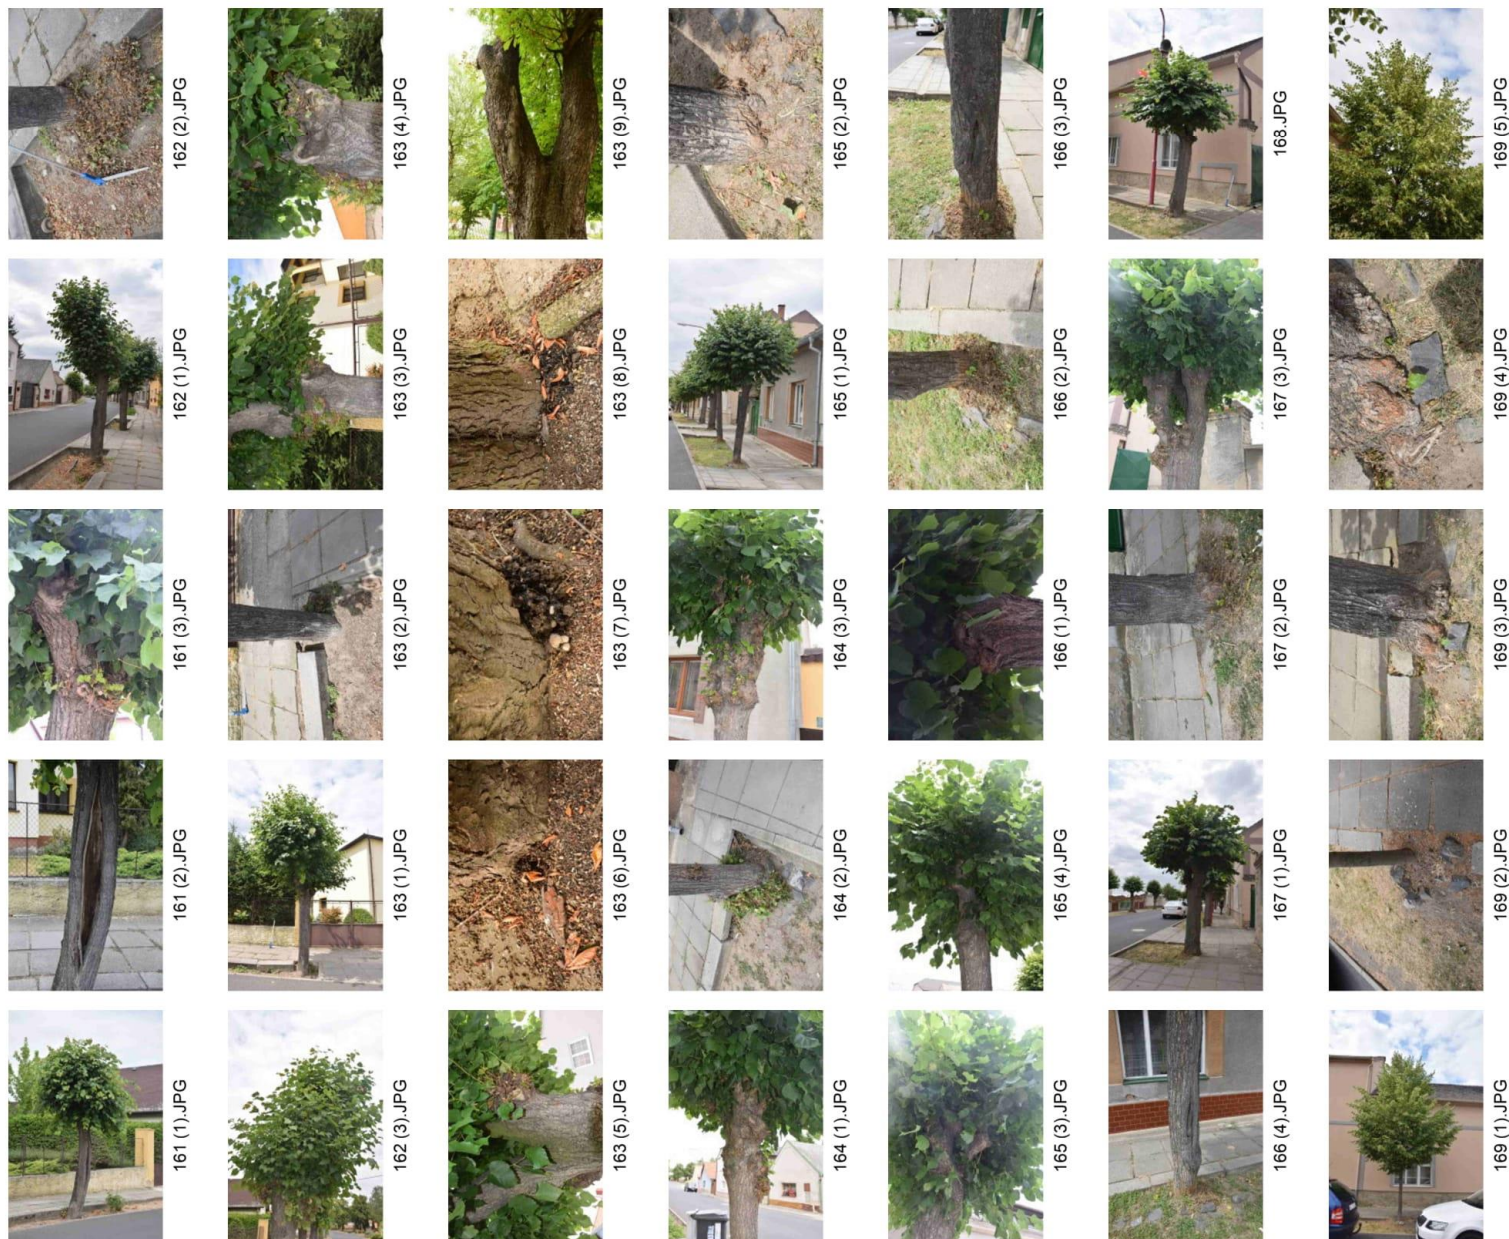 161 (1).JPG
161 (2).JPG
161 (3).JPG
162 (1).JPG
162 (2).JPG
162 (3).JPG
163 (1).JPG
163 (2).JPG
163 (3).JPG
163 (4).JPG
163 (5).JPG
163 (6).JPG
163 (7).JPG
163 (8).JPG
163 (9).JPG
164 (1).JPG
164 (2).JPG
164 (3).JPG
165 (1).JPG
165 (2).JPG
165 (3).JPG
165 (4).JPG
166 (1).JPG
166 (2).JPG
166 (3).JPG
166 (4).JPG
167 (1).JPG
167 (2).JPG
167 (3).JPG
168.JPG
169 (1).JPG
169 (2).JPG
169 (3).JPG
169 (4).JPG
169 (5).JPG